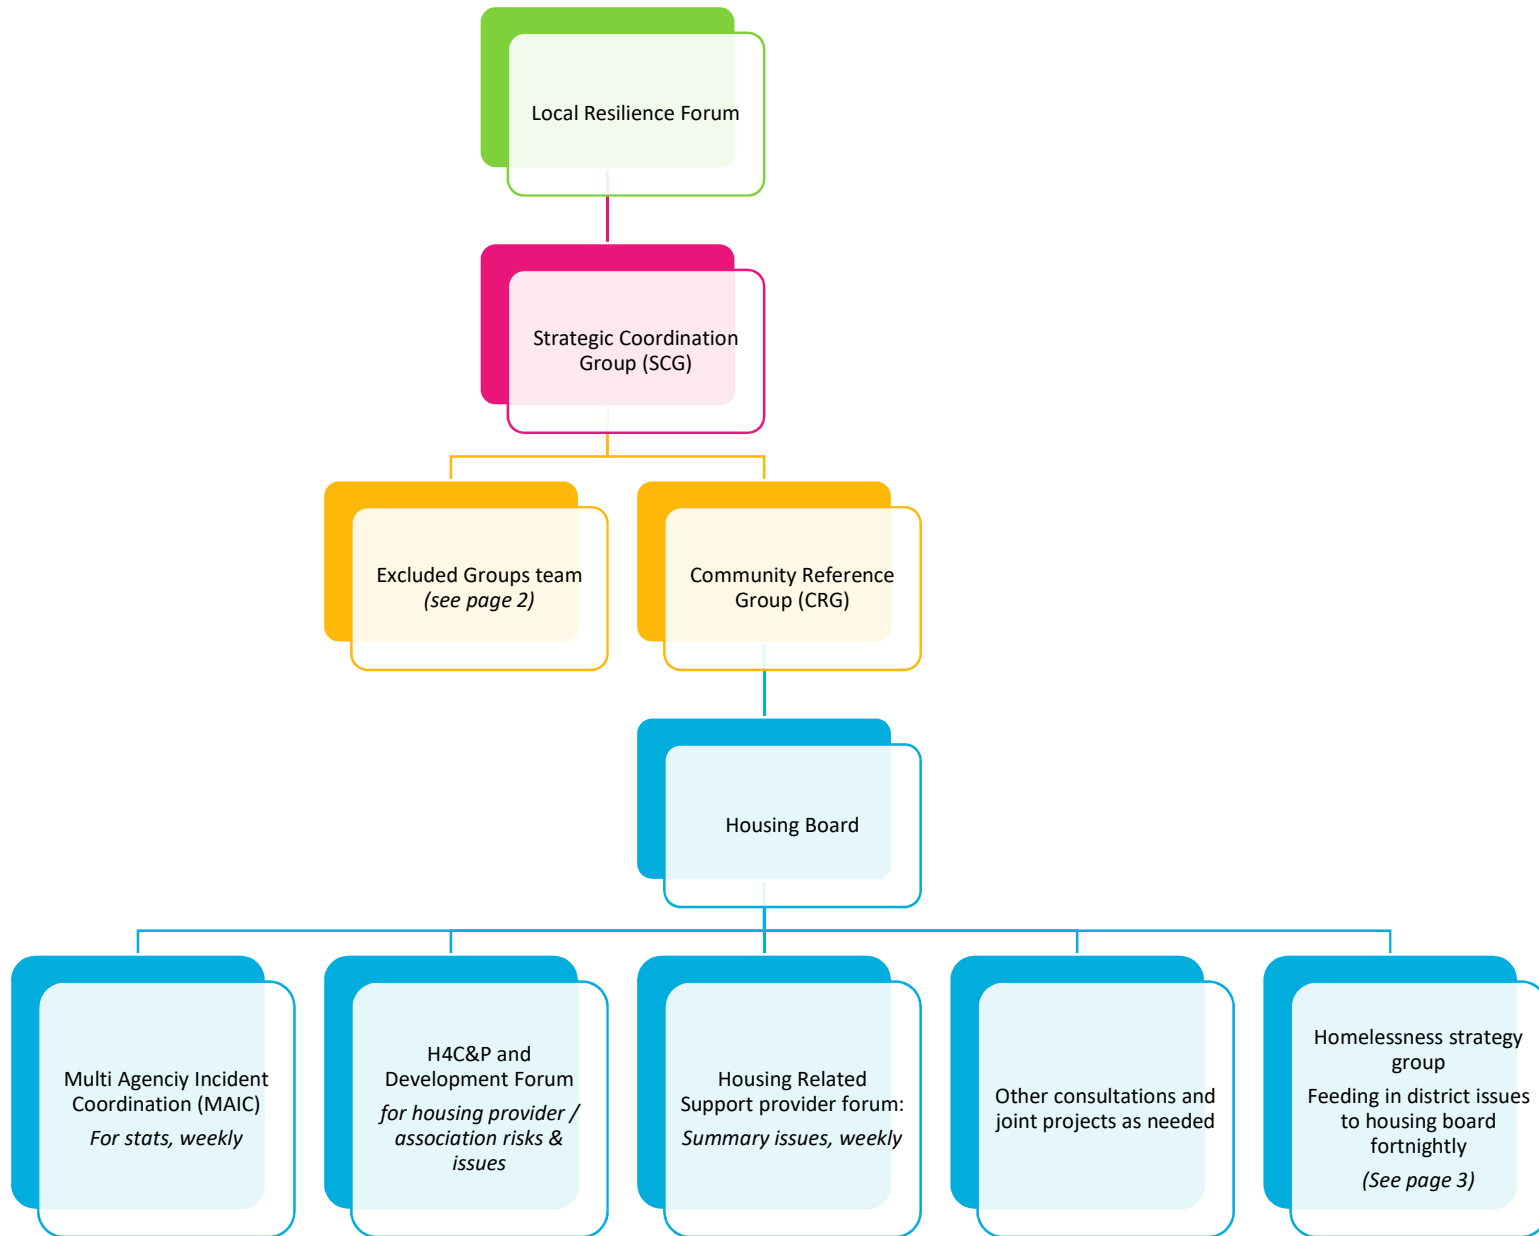 Local Resilience Forum
Strategic Coordination
Group (SCG)
Excluded Groups team
(see page 2)
Community Reference
Group (CRG)
Housing Board
Multi Agenciy Incident
Coordination (MAIC)
For stats, weekly
H4C&P and
Development Forum
for housing provider /
association risks &
issues
Housing Related
Support provider forum:
Summary issues, weekly
Other consultations and
joint projects as needed
Homelessness strategy
group
Feeding in district issues
to housing board
fortnightly
(See page 3)